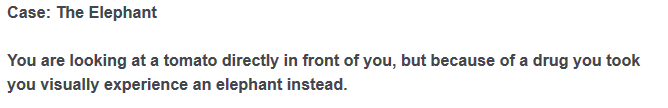 Case: The Elephant
You are looking at a tomato directly in front of you, but because of a drug you took
you visually experience an elephant instead.